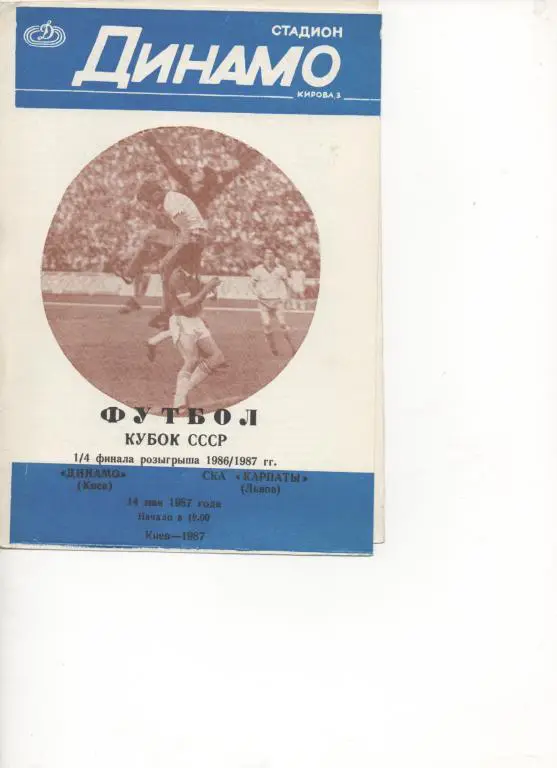 Д
СТАДИОН
ДИНАМО
КИРОВА, 3
ФУТБОЛ
КУБОК СССР
1/4 финала розыгрыша 1986/1987 гг.
«ДИНАМО» СКА «КАРПАТЫ»
(Киев) (Львов)
14 мая 1987 года
Начало в 19.00
Киев—1987